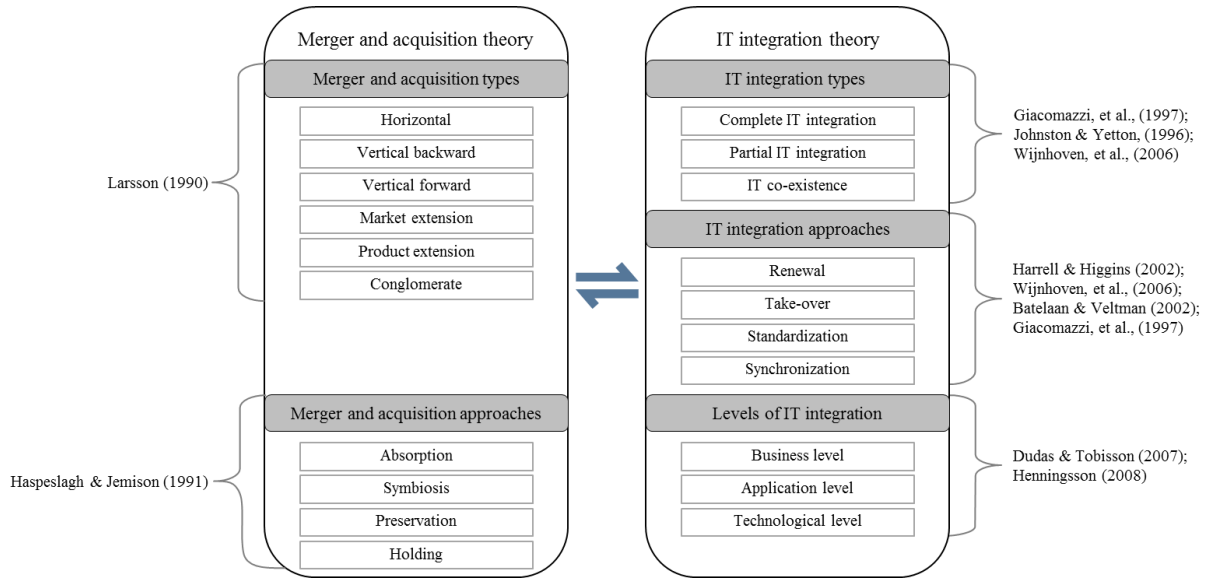 Merger and acquisition theory
Merger and acquisition types
Horizontal
Vertical backward
Vertical forward
Market extension
Product extension
Conglomerate
Larsson (1990)
Merger and acquisition approaches
Absorption
Symbiosis
Preservation
Holding
Haspeslagh & Jemison (1991)
IT integration theory
IT integration types
Complete IT integration
Partial IT integration
IT co-existence
Giacomazzi, et al., (1997);
Johnston & Yetton, (1996);
Wijnhoven, et al., (2006)
IT integration approaches
Renewal
Take-over
Standardization
Synchronization
Harrell & Higgins (2002);
Wijnhoven, et al., (2006);
Batelaan & Veltman (2002);
Giacomazzi, et al., (1997)
Levels of IT integration
Business level
Application level
Technological level
Dudas & Tobisson (2007);
Henningsson (2008)